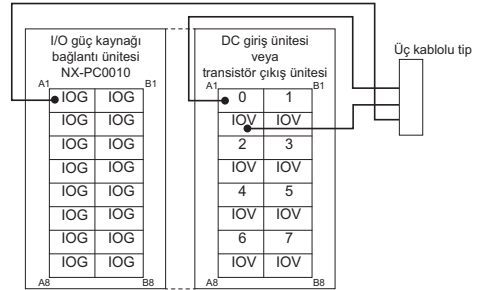 I/O güç kaynağı
bağlantı ünitesi
NX-PC0010
A1 B1
IOG IOG
IOG IOG
IOG IOG
IOG IOG
IOG IOG
IOG IOG
IOG IOG
IOG IOG
A8 B8
DC giriş ünitesi
veya
transistör çıkış ünitesi
A1 B1
0 1
IOV IOV
2 3
IOV IOV
4 5
IOV IOV
6 7
IOV IOV
A8 B8
Üç kablolu tip